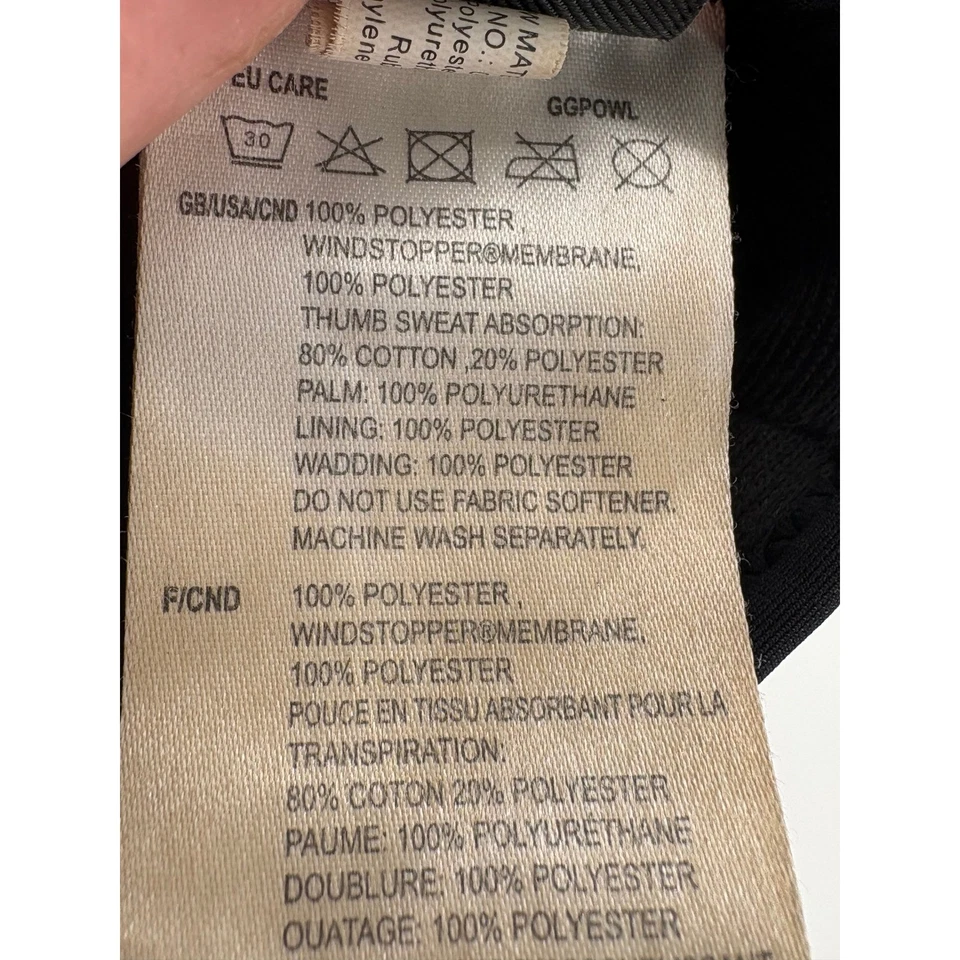 NO.:
EU CARE
GGPOWL
30
GB/USA/CND 100% POLYESTER,
WINDSTOPPER®MEMBRANE,
100% POLYESTER
THUMB SWEAT ABSORPTION:
80% COTTON ,20% POLYESTER
PALM: 100% POLYURETHANE
LINING: 100% POLYESTER
WADDING: 100% POLYESTER
DO NOT USE FABRIC SOFTENER.
MACHINE WASH SEPARATELY.
F/CND 100% POLYESTER,
WINDSTOPPER®MEMBRANE,
100% POLYESTER
POUCE EN TISSU ABSORBANT POUR LA
TRANSPIRATION:
80% COTON 20% POLYESTER
PAUME: 100% POLYURETHANE
DOUBLURE: 100% POLYESTER
OUATAGE: 100% POLYESTER